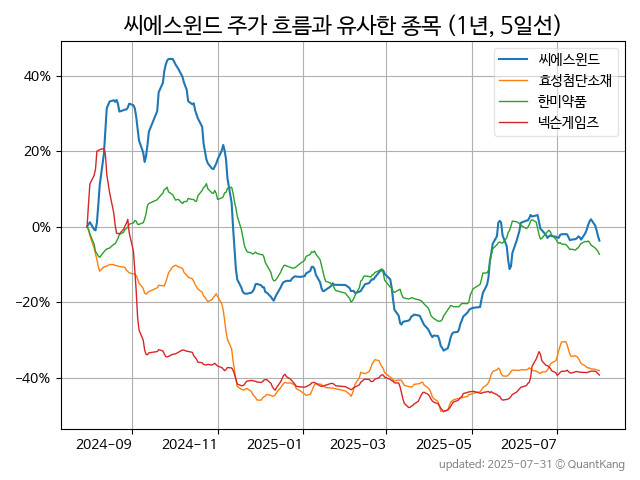 씨에스윈드 주가 흐름과 유사한 종목 (1년, 5일선)
씨에스윈드
효성첨단소재
한미약품
넥슨게임즈
40%
20%
0%
−20%
−40%
2024-09
2024-11
2025-01
2025-03
2025-05
2025-07
updated: 2025-07-31 © QuantKang